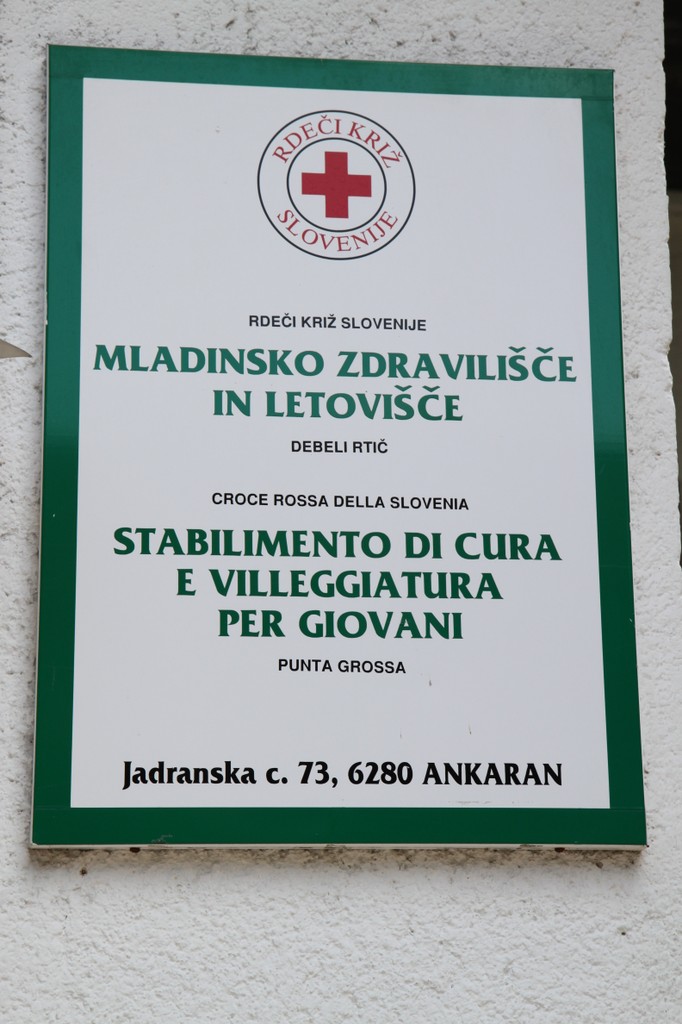 RDEČI KRIŽ
SLOVENIJE
RDEČI KRIŽ SLOVENIJE
MLADINSKO ZDRAVILIŠČE
IN LETOVIŠČE
DEBELI RTIČ
CROCE ROSSA DELLA SLOVENIA
STABILIMENTO DI CURA
E VILLEGGIATURA
PER GIOVANI
PUNTA GROSSA
Jadranska c. 73, 6280 ANKARAN